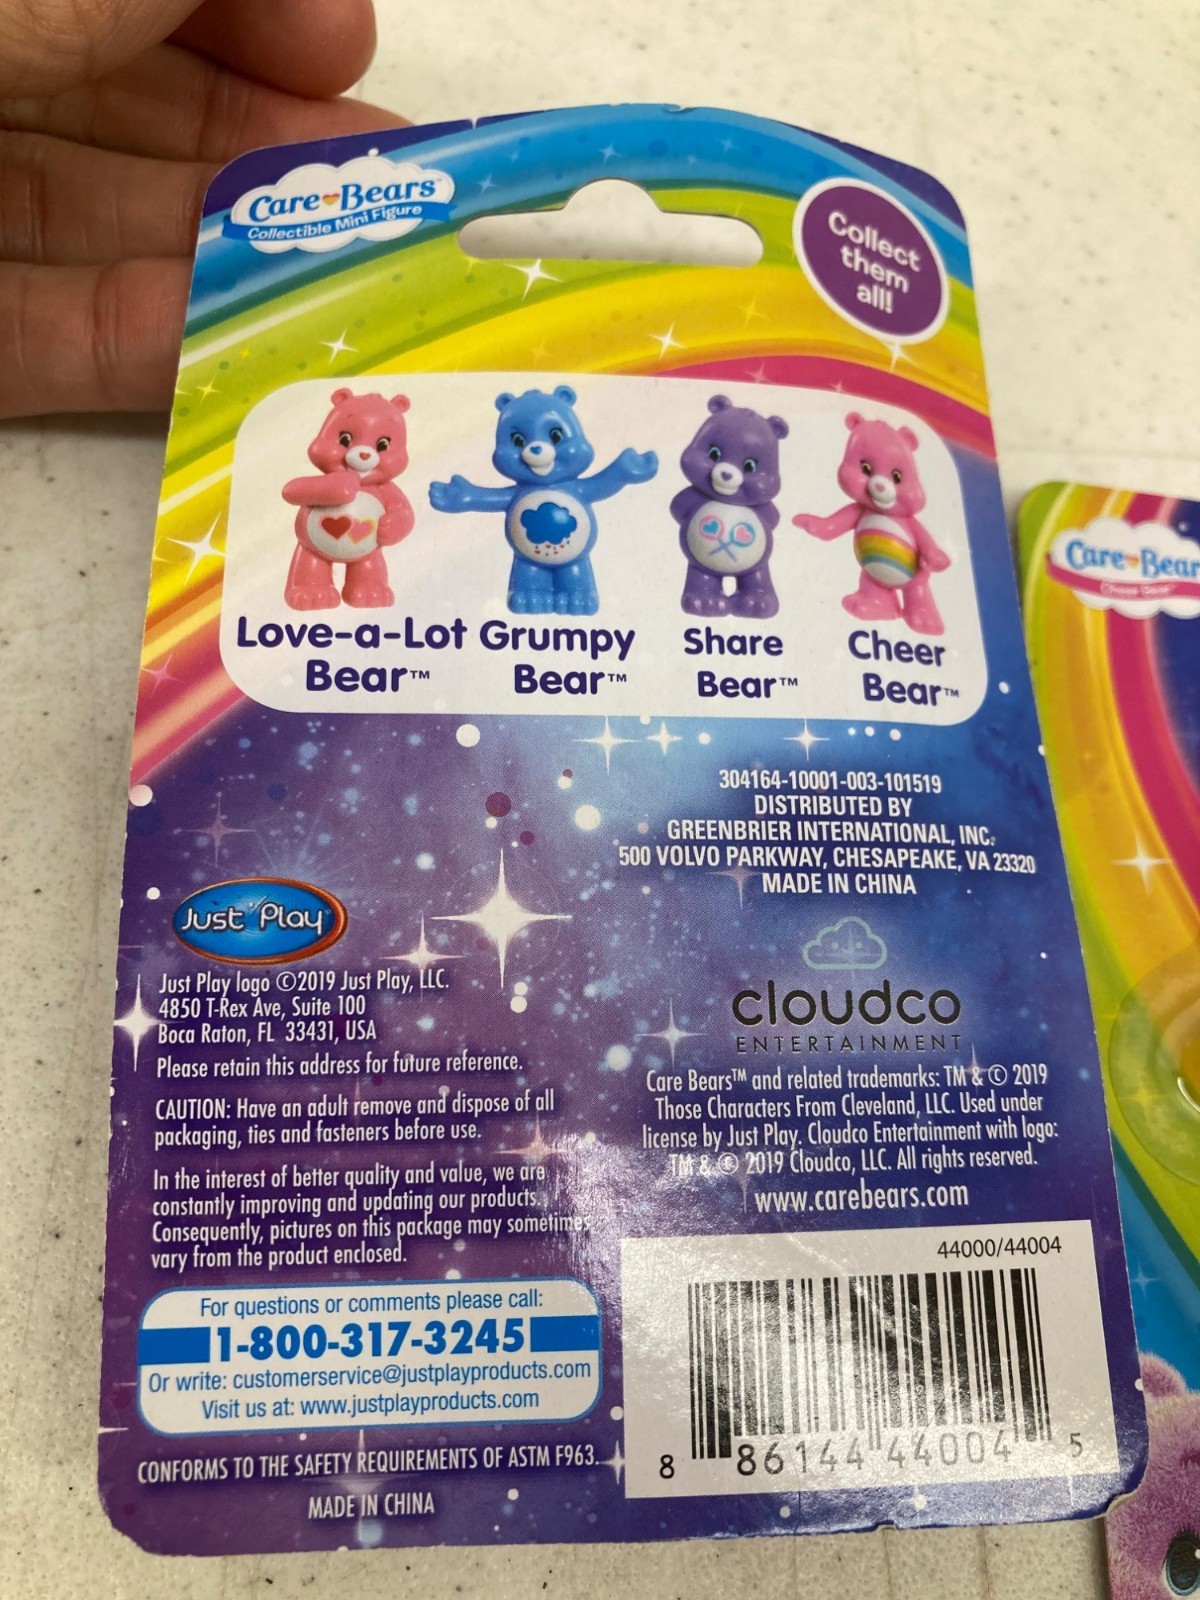 Care Bears™
Collectible Mini Figure
Collect
them
all!
Love-a-Lot
Bear™
Grumpy
Bear™
Share
Bear™
Cheer
Bear™
304164-10001-003-101519
DISTRIBUTED BY
GREENBRIER INTERNATIONAL, INC.
500 VOLVO PARKWAY, CHESAPEAKE, VA 23320
MADE IN CHINA
Just Play
Just Play logo ©2019 Just Play, LLC.
4850 T-Rex Ave, Suite 100
Boca Raton, FL 33431, USA
Please retain this address for future reference.
CAUTION: Have an adult remove and dispose of all
packaging, ties and fasteners before use.
In the interest of better quality and value, we are
constantly improving and updating our products.
Consequently, pictures on this package may sometimes
vary from the product enclosed.
cloudco
ENTERTAINMENT
Care Bears™ and related trademarks: TM & © 2019
Those Characters From Cleveland, LLC. Used under
license by Just Play. Cloudco Entertainment with logo:
TM & © 2019 Cloudco, LLC. All rights reserved.
www.carebears.com
For questions or comments please call:
1-800-317-3245
Or write: customerservice@justplayproducts.com
Visit us at: www.justplayproducts.com
CONFORMS TO THE SAFETY REQUIREMENTS OF ASTM F963.
MADE IN CHINA
44000/44004
8 86144 44004 5
Care Bear
Cheer Bear™